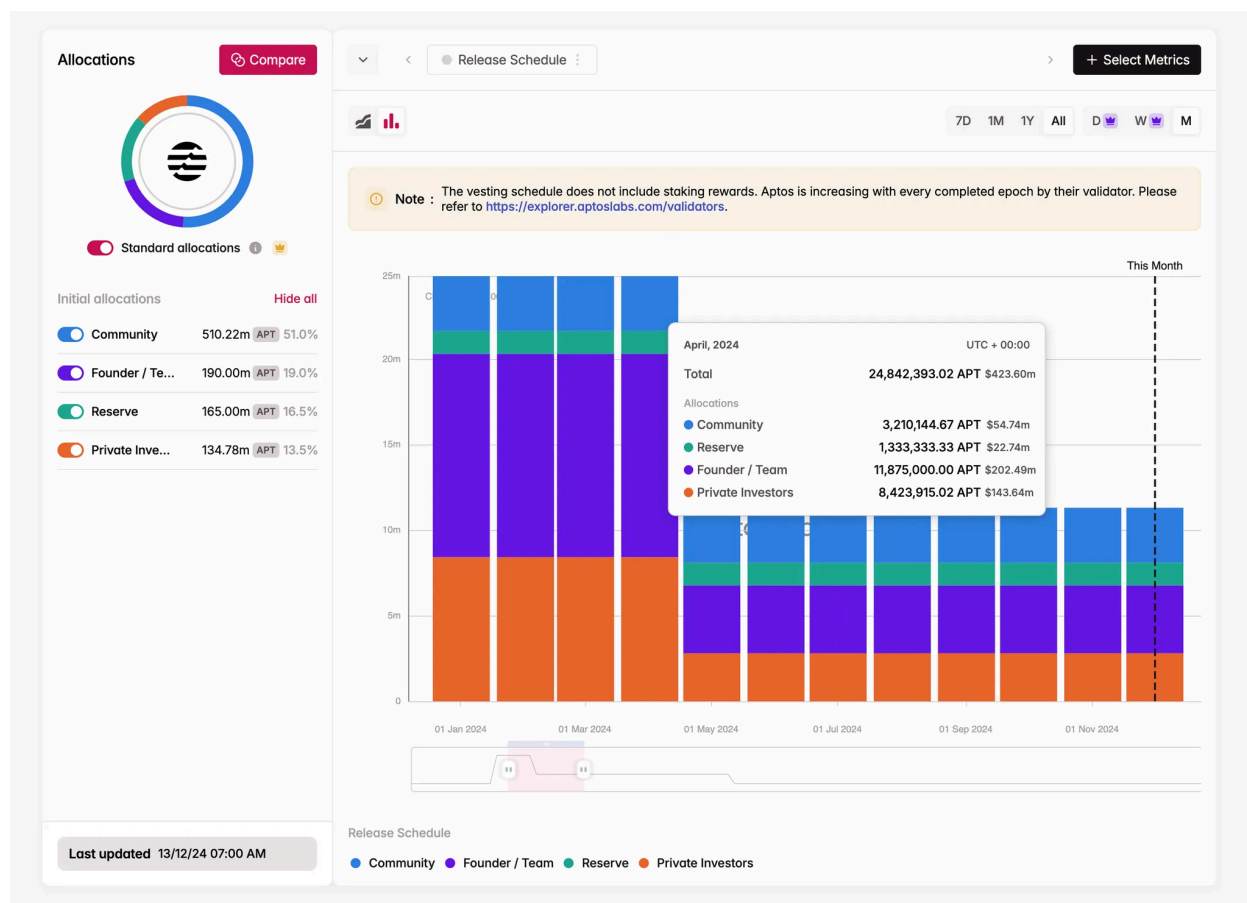 Allocations
Compare
Standard allocations
Initial allocations Hide all
Community 510.22m APT 51.0%
Founder / Te... 190.00m APT 19.0%
Reserve 165.00m APT 16.5%
Private Inve... 134.78m APT 13.5%
Last updated 13/12/24 07:00 AM
Release Schedule
+ Select Metrics
7D 1M 1Y All D W M
Note : The vesting schedule does not include staking rewards. Aptos is increasing with every completed epoch by their validator. Please
refer to https://explorer.aptoslabs.com/validators.
This Month
25m
20m
15m
10m
5m
0
April, 2024 UTC + 00:00
Total 24,842,393.02 APT $423.60m
Allocations
Community 3,210,144.67 APT $54.74m
Reserve 1,333,333.33 APT $22.74m
Founder / Team 11,875,000.00 APT $202.49m
Private Investors 8,423,915.02 APT $143.64m
01 Jan 2024 01 Mar 2024 01 May 2024 01 Jul 2024 01 Sep 2024 01 Nov 2024
Release Schedule
Community Founder / Team Reserve Private Investors